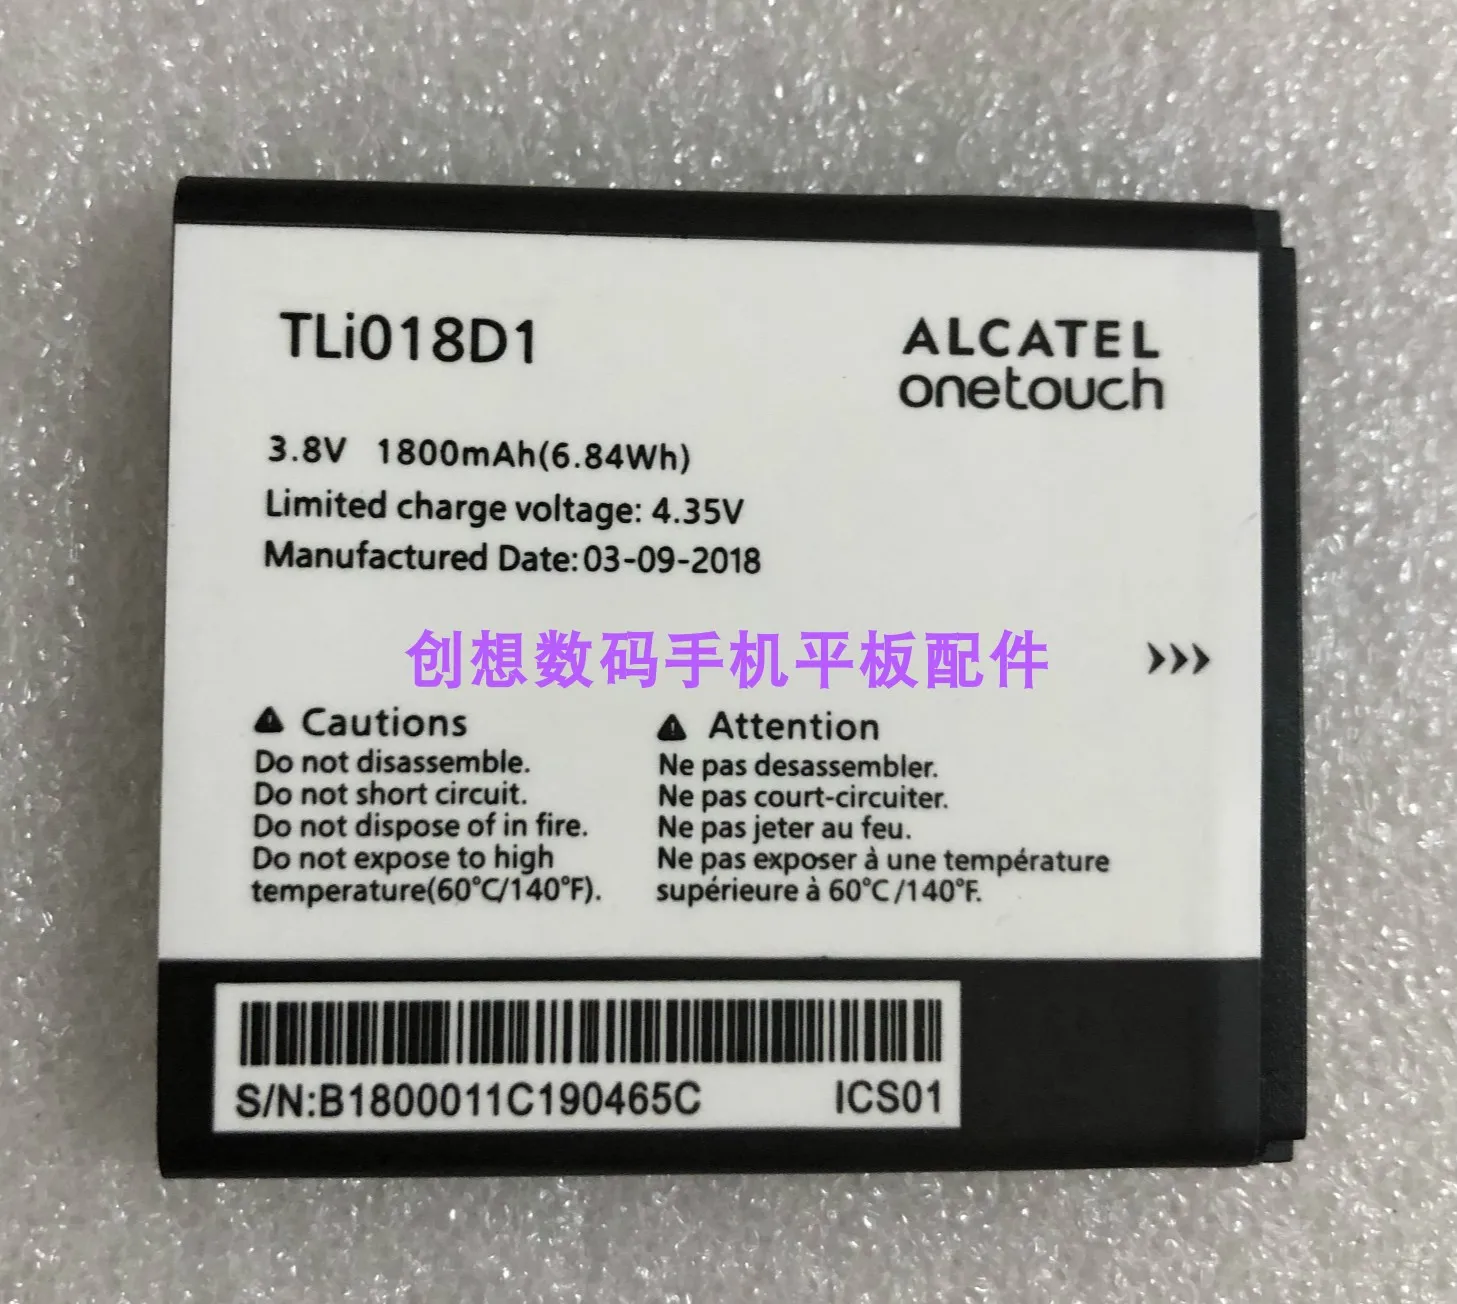 TLi018D1
ALCATEL
onetouch
3.8V 1800mAh(6.84Wh)
Limited charge voltage: 4.35V
Manufactured Date:03-09-2018
创想数码手机平板配件
Cautions
Do not disassemble.
Do not short circuit.
Do not dispose of in fire.
Do not expose to high
temperature(60°C/140°F).
Attention
Ne pas desassembler.
Ne pas court-circuiter.
Ne pas jeter au feu.
Ne pas exposer à une température
supérieure à 60°C/140°F.
S/N:B1800011C190465C ICS01